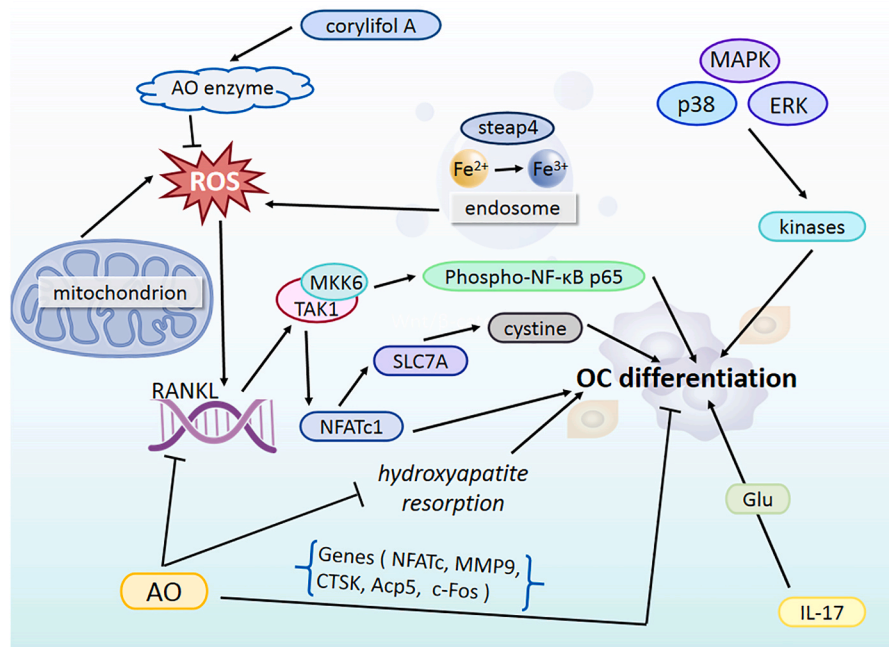 corylifol A
AO enzyme
ROS
mitochondrion
steap4
Fe2+
Fe3+
endosome
MAPK
p38
ERK
kinases
MKK6
TAK1
Phospho-NF-κB p65
cystine
SLC7A
OC differentiation
RANKL
NFATc1
hydroxyapatite
resorption
Glu
Genes ( NFATc, MMP9,
CTSK, Acp5, c-Fos )
AO
IL-17